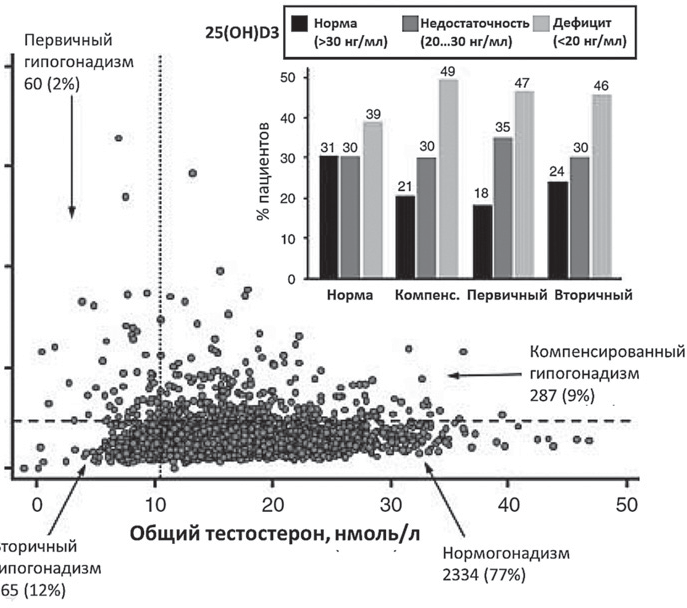 25(OH)D3
Норма
(>30 нг/мл)
Недостаточность
(20...30 нг/мл)
Дефицит
(<20 нг/мл)
Первичный
гипогонадизм
60 (2%)
% пациентов
50
40
30
20
10
0
31 30 39
21 30 49
18 35 47
24 30 46
Норма Компенс. Первичный Вторичный
Компенсированный
гипогонадизм
287 (9%)
0 10 20 30 40 50
Общий тестостерон, нмоль/л
торичный
ипогонадизм
65 (12%)
Нормогонадизм
2334 (77%)